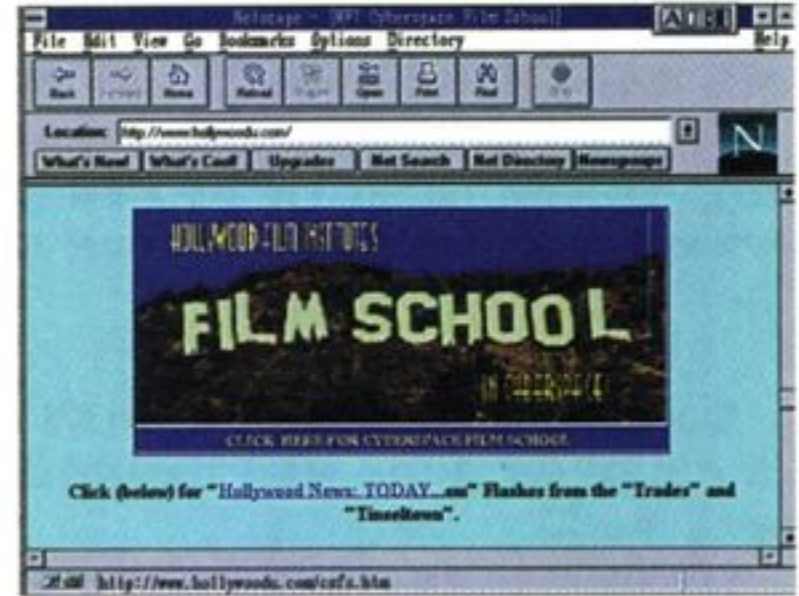 Netscape - [HFI Cyberspace Film School]
File Edit View Go Bookmarks Options Directory Help
Back Forward Home Reload Images Open Print Find Stop
Location: http://www.hollywoodu.com/
What's New! What's Cool! Upgrades Net Search Net Directory Newsgroups
N
HOLLYWOOD FILM INSTITUTE'S
FILM SCHOOL
IN CYBERSPACE!
CLICK HERE FOR CYBERSPACE FILM SCHOOL
Click (below) for "Hollywood News: TODAY...am" Flashes from the "Trades" and
"Tinseltown".
http://www.hollywoodu.com/csfs.htm